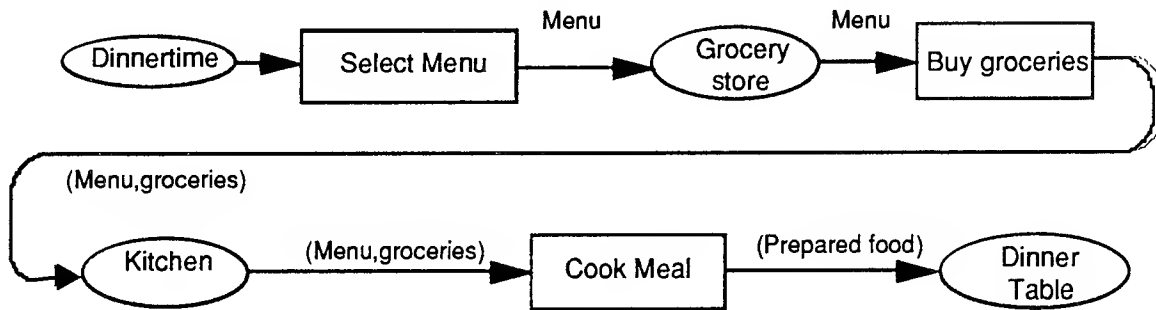 Menu
Menu
Dinnertime
Select Menu
Grocery
store
Buy groceries
(Menu,groceries)
Kitchen
(Menu,groceries)
Cook Meal
(Prepared food)
Dinner
Table